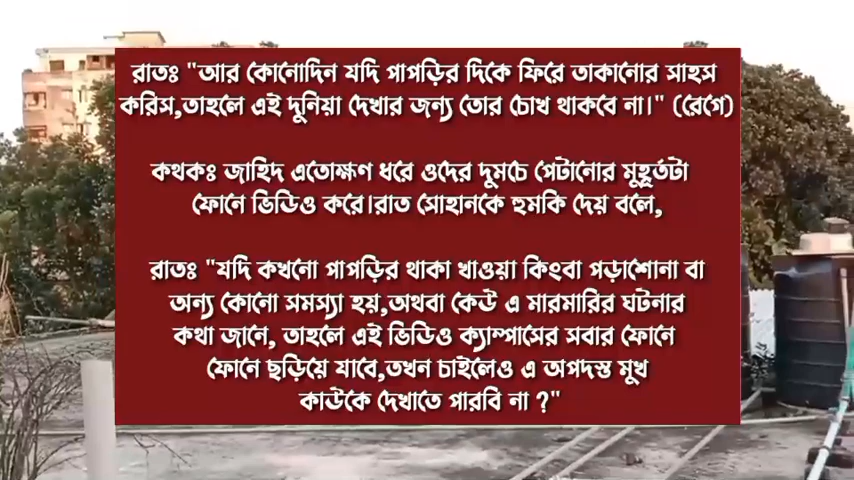 রাতঃ "আর কোনোদিন যদি পাপড়ির দিকে ফিরে তাকানোর সাহস
করিস,তাহলে এই দুনিয়া দেখার জন্য তোর চোখ থাকবে না।" (রেগে)
কথকঃ জাহিদ এতোক্ষণ ধরে ওদের দুমচে পেটানোর মূহূর্তটা
ফোনে ভিডিও করে।রাত সোহানকে হুমকি দেয় বলে,
রাতঃ "যদি কখনো পাপড়ির থাকা খাওয়া কিংবা পড়াশোনা বা
অন্য কোনো সমস্যা হয়,অথবা কেউ এ মারমারির ঘটনার
কথা জানে, তাহলে এই ভিডিও ক্যাম্পাসের সবার ফোনে
ফোনে ছড়িয়ে যাবে,তখন চাইলেও এ অপদস্ত মুখ
কাউকে দেখাতে পারবি না ?"